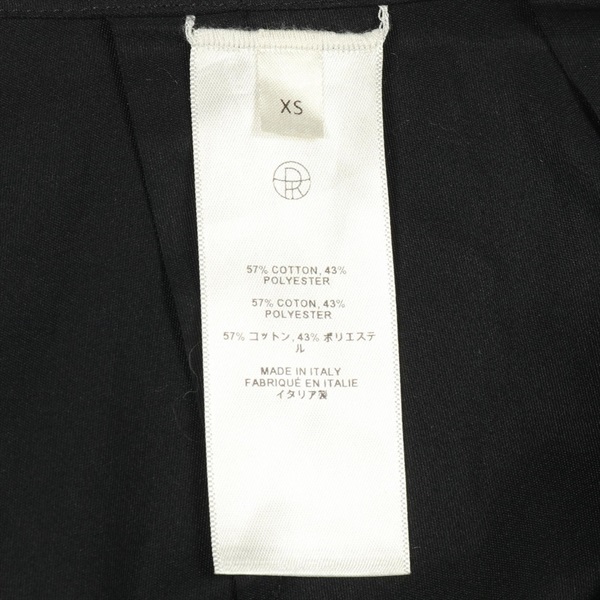 XS
57% COTTON, 43%
POLYESTER
57% COTON, 43%
POLYESTER
57% コットン, 43% ポリエステ
ル
MADE IN ITALY
FABRIQUÉ EN ITALIE
イタリア製